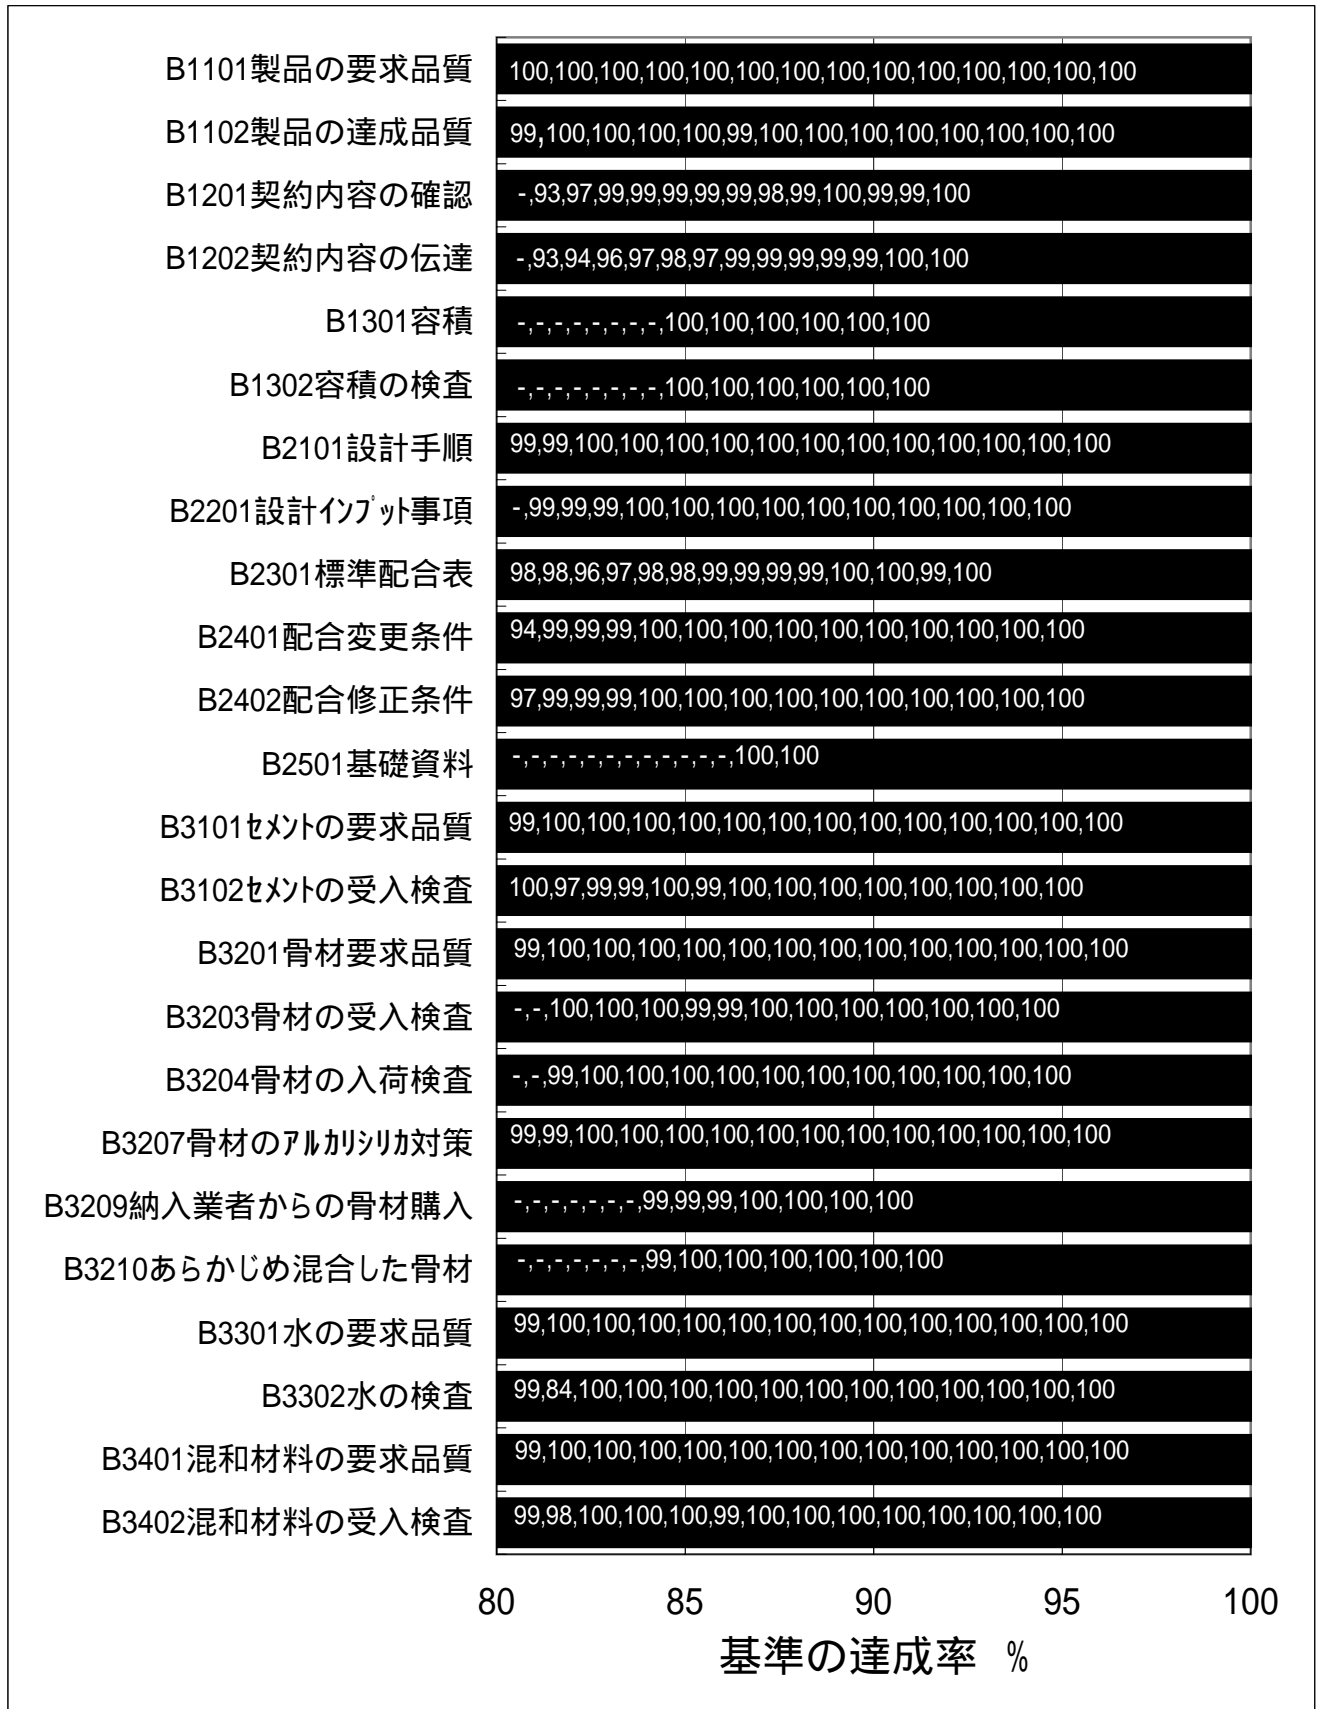 B1101製品の要求品質 100,100,100,100,100,100,100,100,100,100,100,100,100,100
B1102製品の達成品質 99,100,100,100,100,99,100,100,100,100,100,100,100,100
B1201契約内容の確認 -,93,97,99,99,99,99,99,98,99,100,99,99,100
B1202契約内容の伝達 -,93,94,96,97,98,97,99,99,99,99,99,100,100
B1301容積 -,-,-,-,-,-,-,-,100,100,100,100,100,100
B1302容積の検査 -,-,-,-,-,-,-,-,100,100,100,100,100,100
B2101設計手順 99,99,100,100,100,100,100,100,100,100,100,100,100,100
B2201設計ｲﾝﾌﾟｯﾄ事項 -,99,99,99,100,100,100,100,100,100,100,100,100,100
B2301標準配合表 98,98,96,97,98,98,99,99,99,99,100,100,99,100
B2401配合変更条件 94,99,99,99,100,100,100,100,100,100,100,100,100,100
B2402配合修正条件 97,99,99,99,100,100,100,100,100,100,100,100,100,100
B2501基礎資料 -,-,-,-,-,-,-,-,-,-,-,-,100,100
B3101ｾﾒﾝﾄの要求品質 99,100,100,100,100,100,100,100,100,100,100,100,100,100
B3102ｾﾒﾝﾄの受入検査 100,97,99,99,100,99,100,100,100,100,100,100,100,100
B3201骨材要求品質 99,100,100,100,100,100,100,100,100,100,100,100,100,100
B3203骨材の受入検査 -,-,100,100,100,99,99,100,100,100,100,100,100,100
B3204骨材の入荷検査 -,-,99,100,100,100,100,100,100,100,100,100,100,100
B3207骨材のｱﾙｶﾘｼﾘｶ対策 99,99,100,100,100,100,100,100,100,100,100,100,100,100
B3209納入業者からの骨材購入 -,-,-,-,-,-,-,99,99,99,100,100,100,100
B3210あらかじめ混合した骨材 -,-,-,-,-,-,-,99,100,100,100,100,100,100
B3301水の要求品質 99,100,100,100,100,100,100,100,100,100,100,100,100,100
B3302水の検査 99,84,100,100,100,100,100,100,100,100,100,100,100,100
B3401混和材料の要求品質 99,100,100,100,100,100,100,100,100,100,100,100,100,100
B3402混和材料の受入検査 99,98,100,100,100,99,100,100,100,100,100,100,100,100
80 85 90 95 100
基準の達成率 %